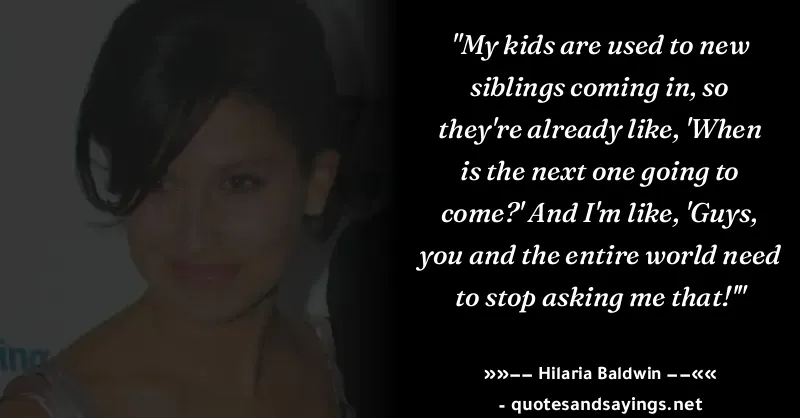 "My kids are used to new
siblings coming in, so
they're already like, 'When
is the next one going to
come?' And I'm like, 'Guys,
you and the entire world need
to stop asking me that!'"
»»–– Hilaria Baldwin ––««
- quotesandsayings.net
ing